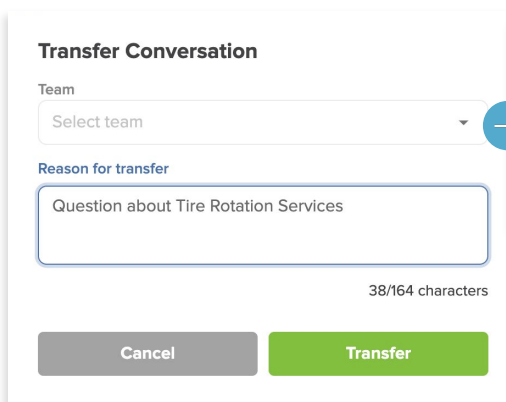 Transfer Conversation
Team
Select team
Reason for transfer
Question about Tire Rotation Services
38/164 characters
Cancel
Transfer